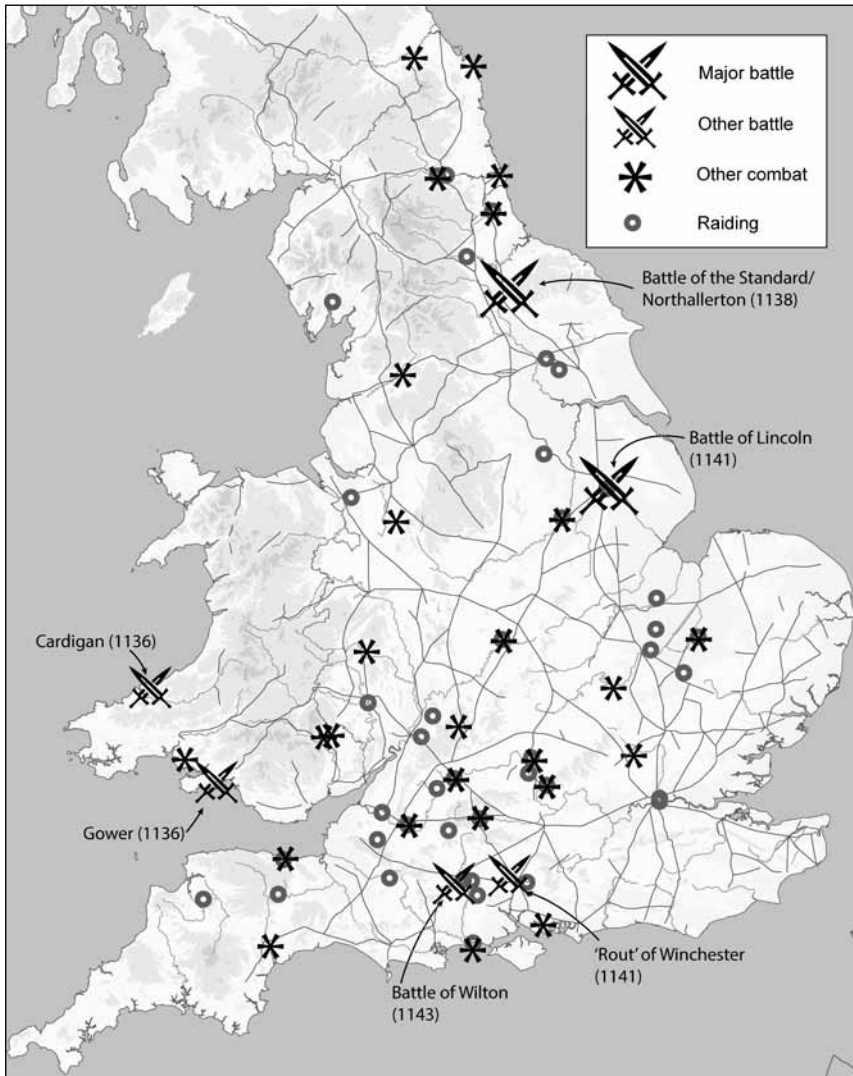 Major battle
Other battle
Other combat
Raiding
Battle of the Standard/
Northallerton (1138)
Battle of Lincoln
(1141)
Cardigan (1136)
Gower (1136)
'Rout' of Winchester
(1141)
Battle of Wilton
(1143)